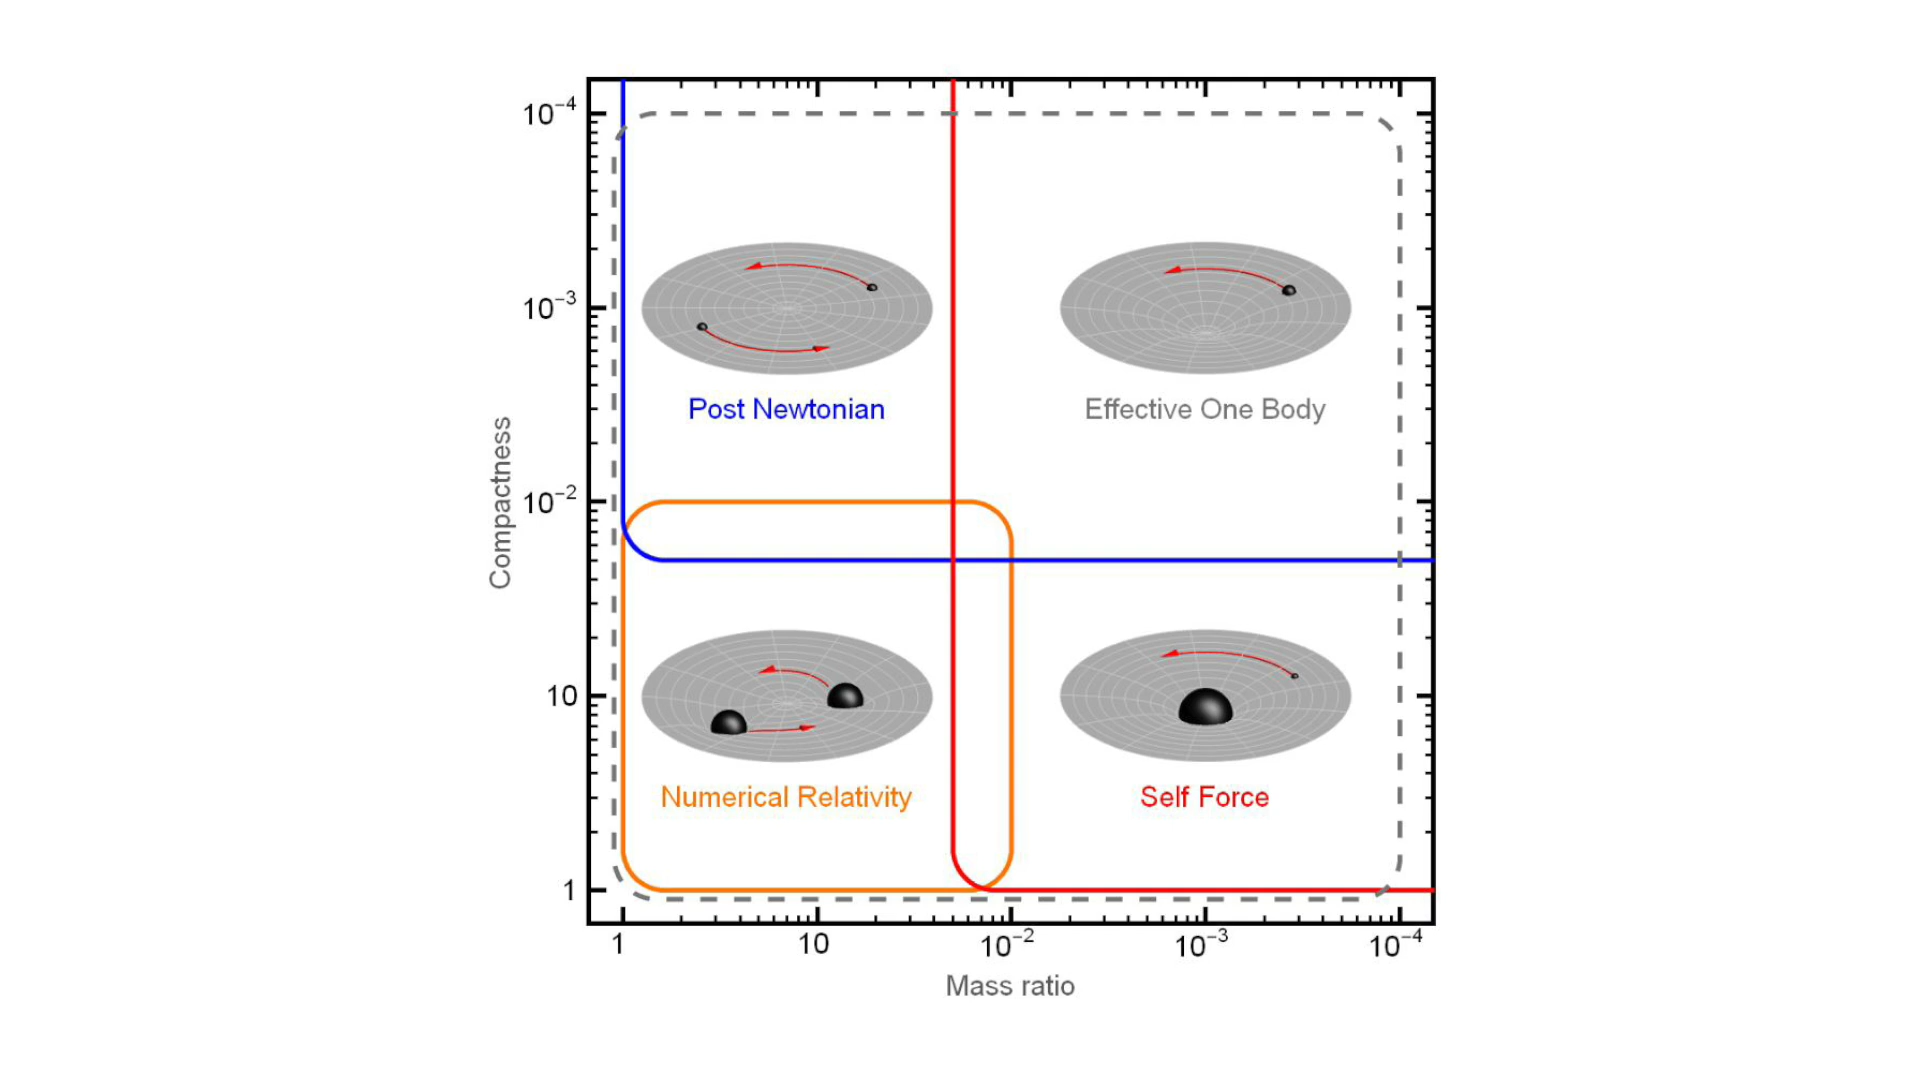 10⁻⁴
10⁻³
Post Newtonian
Effective One Body
Compactness
10⁻²
10
Numerical Relativity
Self Force
1
1 10 10⁻² 10⁻³ 10⁻⁴
Mass ratio